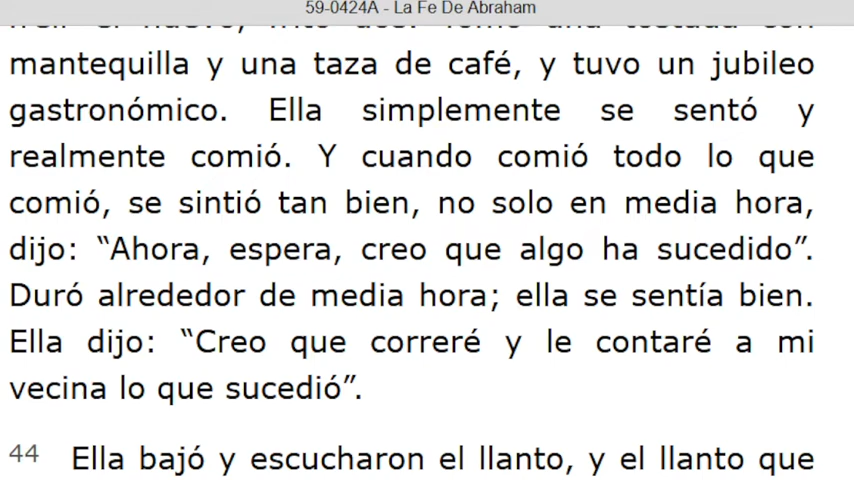 59-0424A - La Fe De Abraham
mantequilla y una taza de café, y tuvo un jubileo
gastronómico. Ella simplemente se sentó y
realmente comió. Y cuando comió todo lo que
comió, se sintió tan bien, no solo en media hora,
dijo: “Ahora, espera, creo que algo ha sucedido”.
Duró alrededor de media hora; ella se sentía bien.
Ella dijo: “Creo que correré y le contaré a mi
vecina lo que sucedió”.
44 Ella bajó y escucharon el llanto, y el llanto que